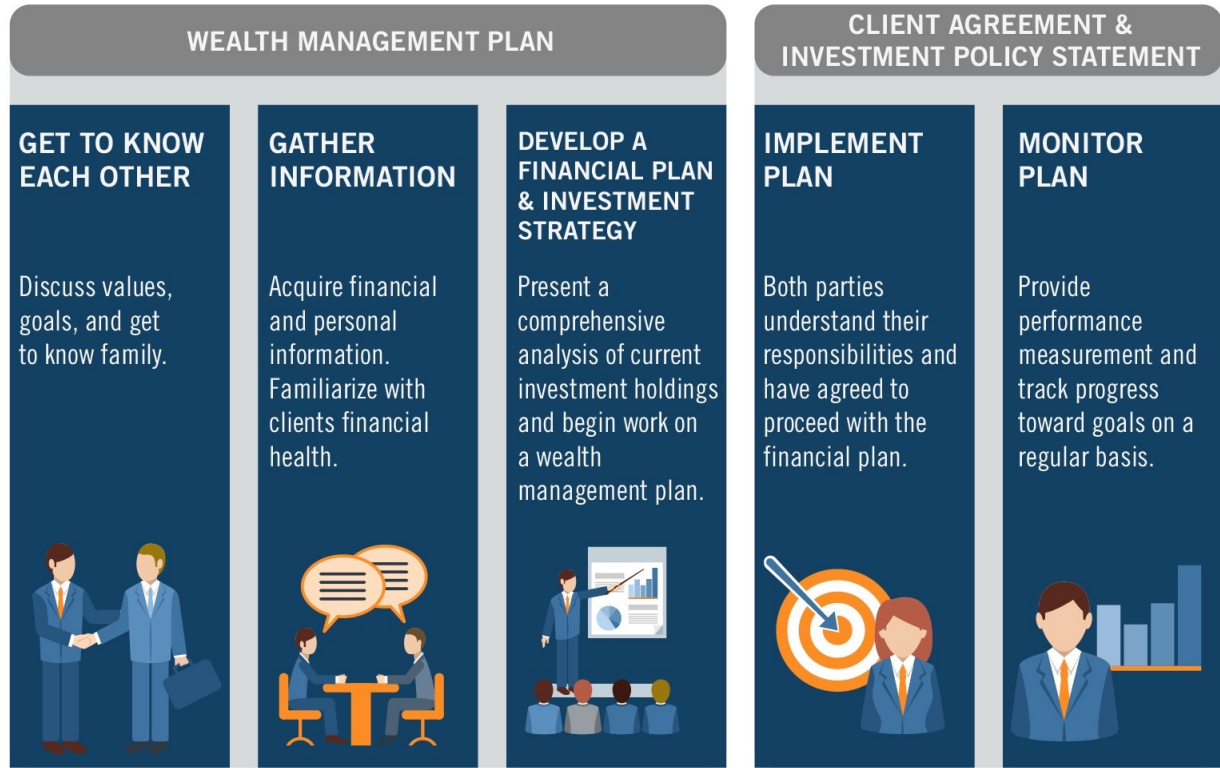 WEALTH MANAGEMENT PLAN
CLIENT AGREEMENT &
INVESTMENT POLICY STATEMENT
GET TO KNOW
EACH OTHER
Discuss values,
goals, and get
to know family.
GATHER
INFORMATION
Acquire financial
and personal
information.
Familiarize with
clients financial
health.
DEVELOP A
FINANCIAL PLAN
& INVESTMENT
STRATEGY
Present a
comprehensive
analysis of current
investment holdings
and begin work on
a wealth
management plan.
IMPLEMENT
PLAN
Both parties
understand their
responsibilities and
have agreed to
proceed with the
financial plan.
MONITOR
PLAN
Provide
performance
measurement and
track progress
toward goals on a
regular basis.